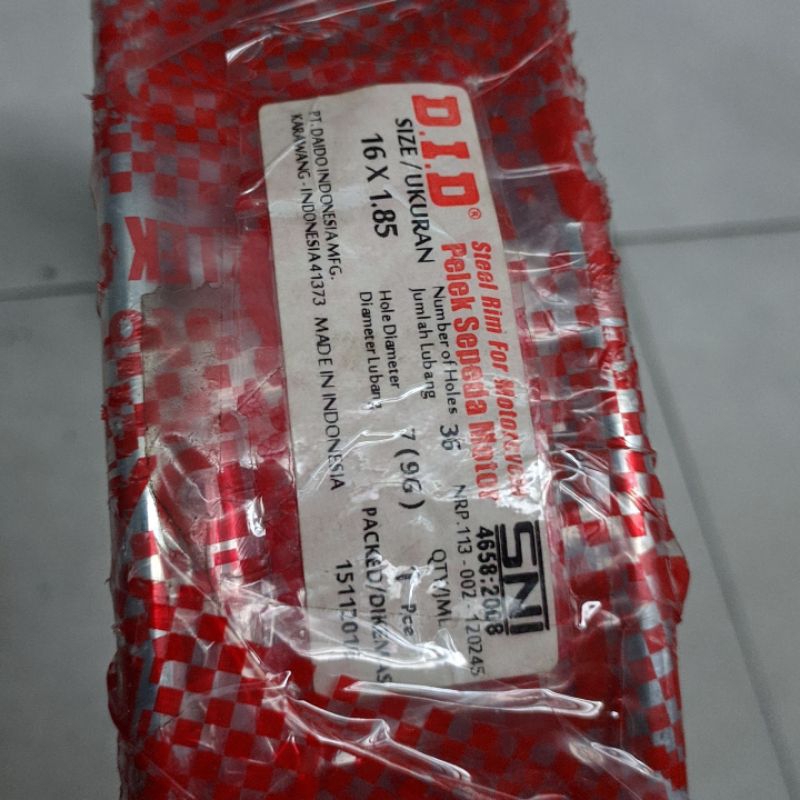 D.I.D®
Steel Rim For Motorcycle
Pelek Sepeda Motor
SNI
4658:2008
NRP.113-002-120245
SIZE/UKURAN
16 X 1.85
Number of Holes
Jumlah Lubang
36
QTY/JML
1 Pce
Hole Diameter
Diameter Lubang
7 (9G)
PACKED/DIKEMAS
PT. DAIDO INDONESIA MFG.
KARAWANG - INDONESIA 41373 MADE IN INDONESIA